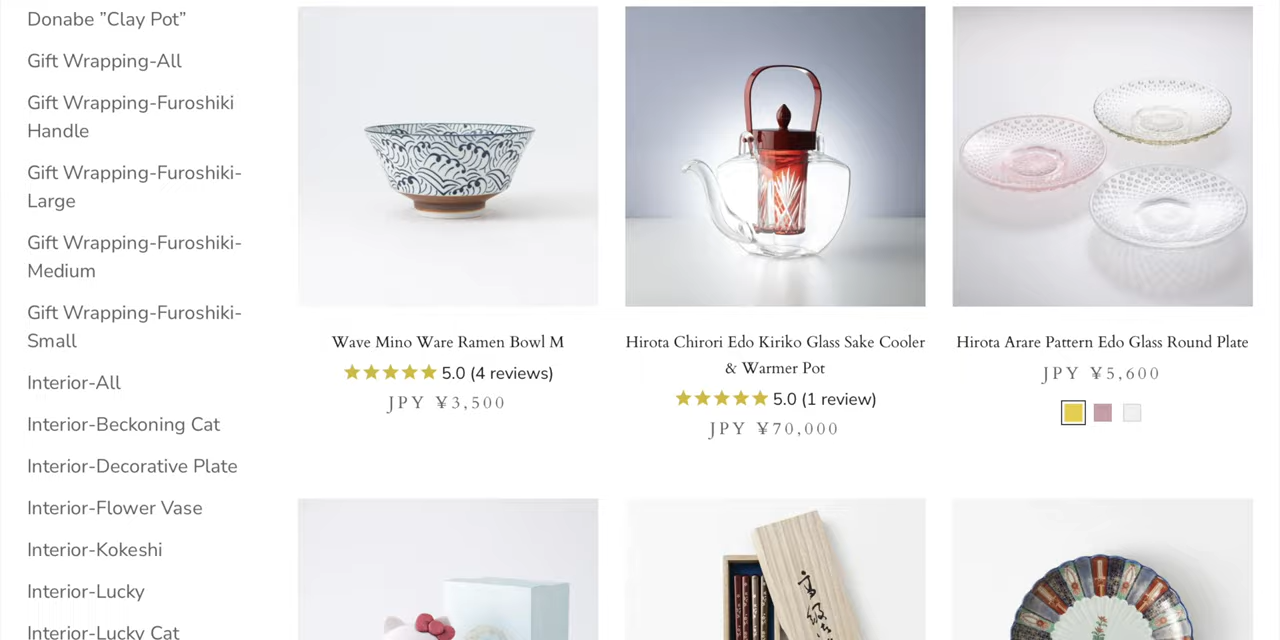 Donabe ”Clay Pot”
Gift Wrapping-All
Gift Wrapping-Furoshiki
Handle
Gift Wrapping-Furoshiki-
Large
Gift Wrapping-Furoshiki-
Medium
Gift Wrapping-Furoshiki-
Small
Interior-All
Interior-Beckoning Cat
Interior-Decorative Plate
Interior-Flower Vase
Interior-Kokeshi
Interior-Lucky
Interior-Lucky Cat
Wave Mino Ware Ramen Bowl M
5.0 (4 reviews)
JPY ¥3,500
Hirota Chirori Edo Kiriko Glass Sake Cooler
& Warmer Pot
5.0 (1 review)
JPY ¥70,000
Hirota Arare Pattern Edo Glass Round Plate
JPY ¥5,600